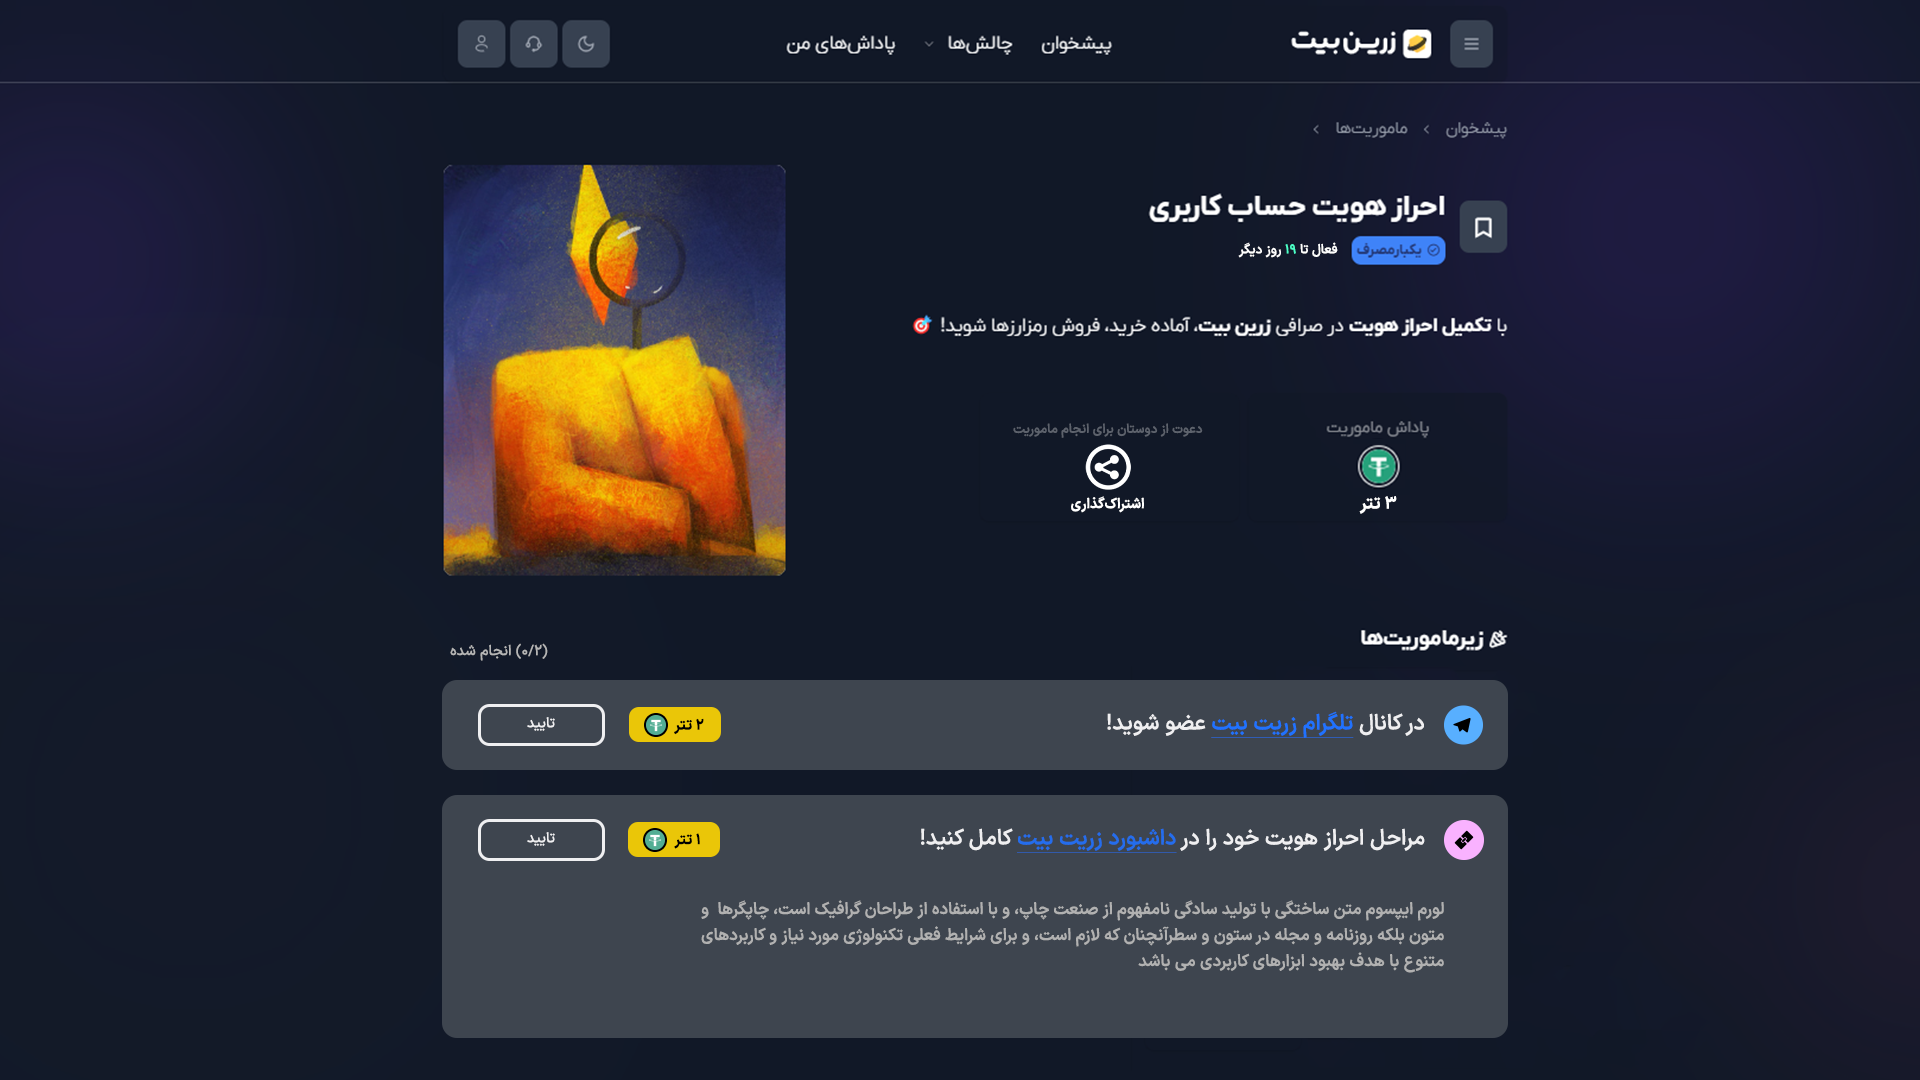 زرین‌بیت
پیشخوان
چالش‌ها
پاداش‌های من
پیشخوان
ماموریت‌ها
احراز هویت حساب کاربری
یکبارمصرف
فعال تا ۱۹ روز دیگر
با تکمیل احراز هویت در صرافی زرین بیت، آماده خرید، فروش رمزارزها شوید!
پاداش ماموریت
۳ تتر
دعوت از دوستان برای انجام ماموریت
اشتراک‌گذاری
زیرماموریت‌ها
(۰/۲) انجام شده
در کانال تلگرام زریت بیت عضو شوید!
۲ تتر
تایید
مراحل احراز هویت خود را در داشبورد زریت بیت کامل کنید!
۱ تتر
تایید
لورم ایپسوم متن ساختگی با تولید سادگی نامفهوم از صنعت چاپ، و با استفاده از طراحان گرافیک است، چاپگرها و
متون بلکه روزنامه و مجله در ستون و سطرآنچنان که لازم است، و برای شرایط فعلی تکنولوژی مورد نیاز و کاربردهای
متنوع با هدف بهبود ابزارهای کاربردی می باشد